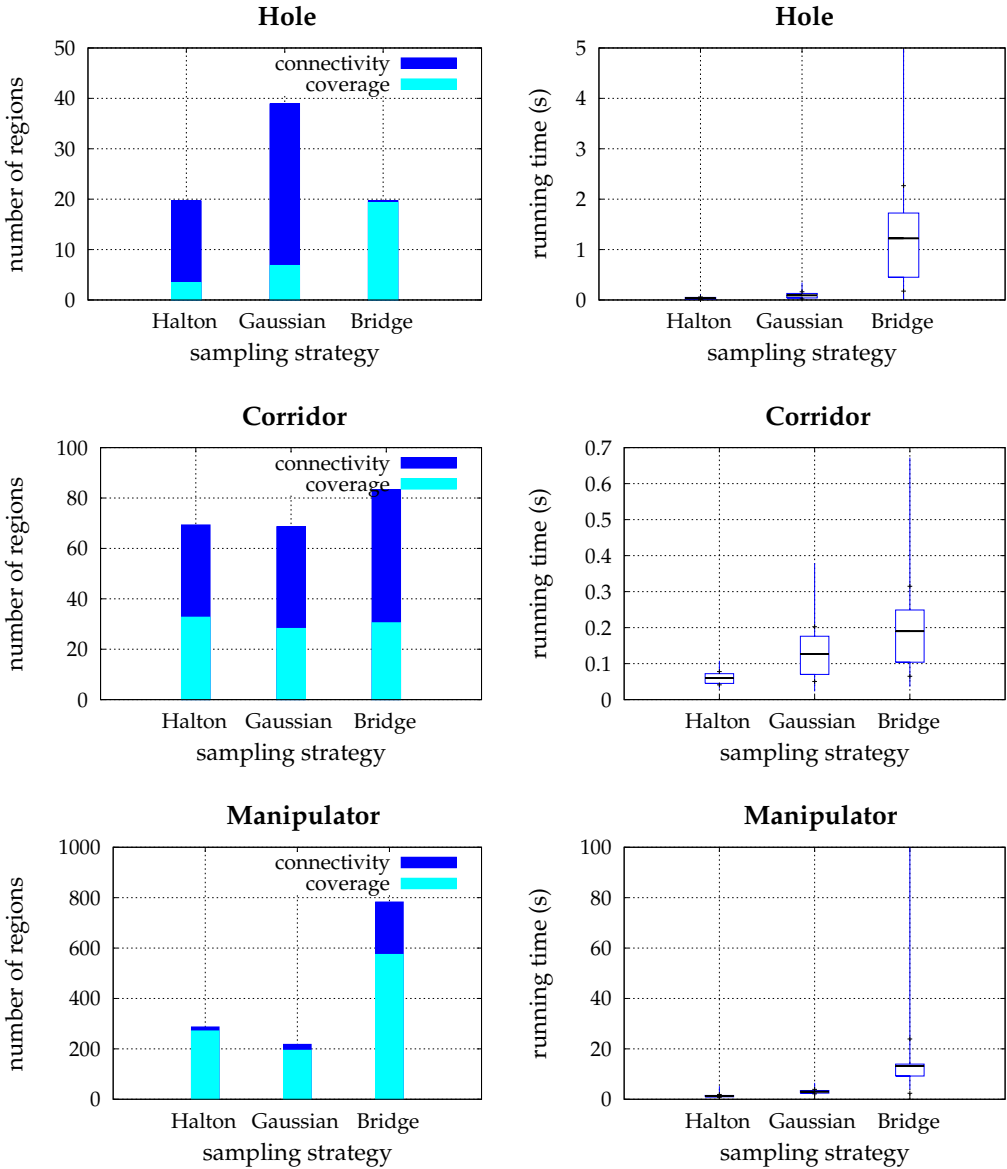 Hole
number of regions
50
40
30
20
10
0
connectivity
coverage
Halton Gaussian Bridge
sampling strategy
running time (s)
5
4
3
2
1
0
Halton Gaussian Bridge
sampling strategy
Corridor
number of regions
100
80
60
40
20
0
connectivity
coverage
Halton Gaussian Bridge
sampling strategy
Corridor
running time (s)
0.7
0.6
0.5
0.4
0.3
0.2
0.1
0
Halton Gaussian Bridge
sampling strategy
Manipulator
number of regions
1000
800
600
400
200
0
connectivity
coverage
Halton Gaussian Bridge
sampling strategy
Manipulator
running time (s)
100
80
60
40
20
0
Halton Gaussian Bridge
sampling strategy